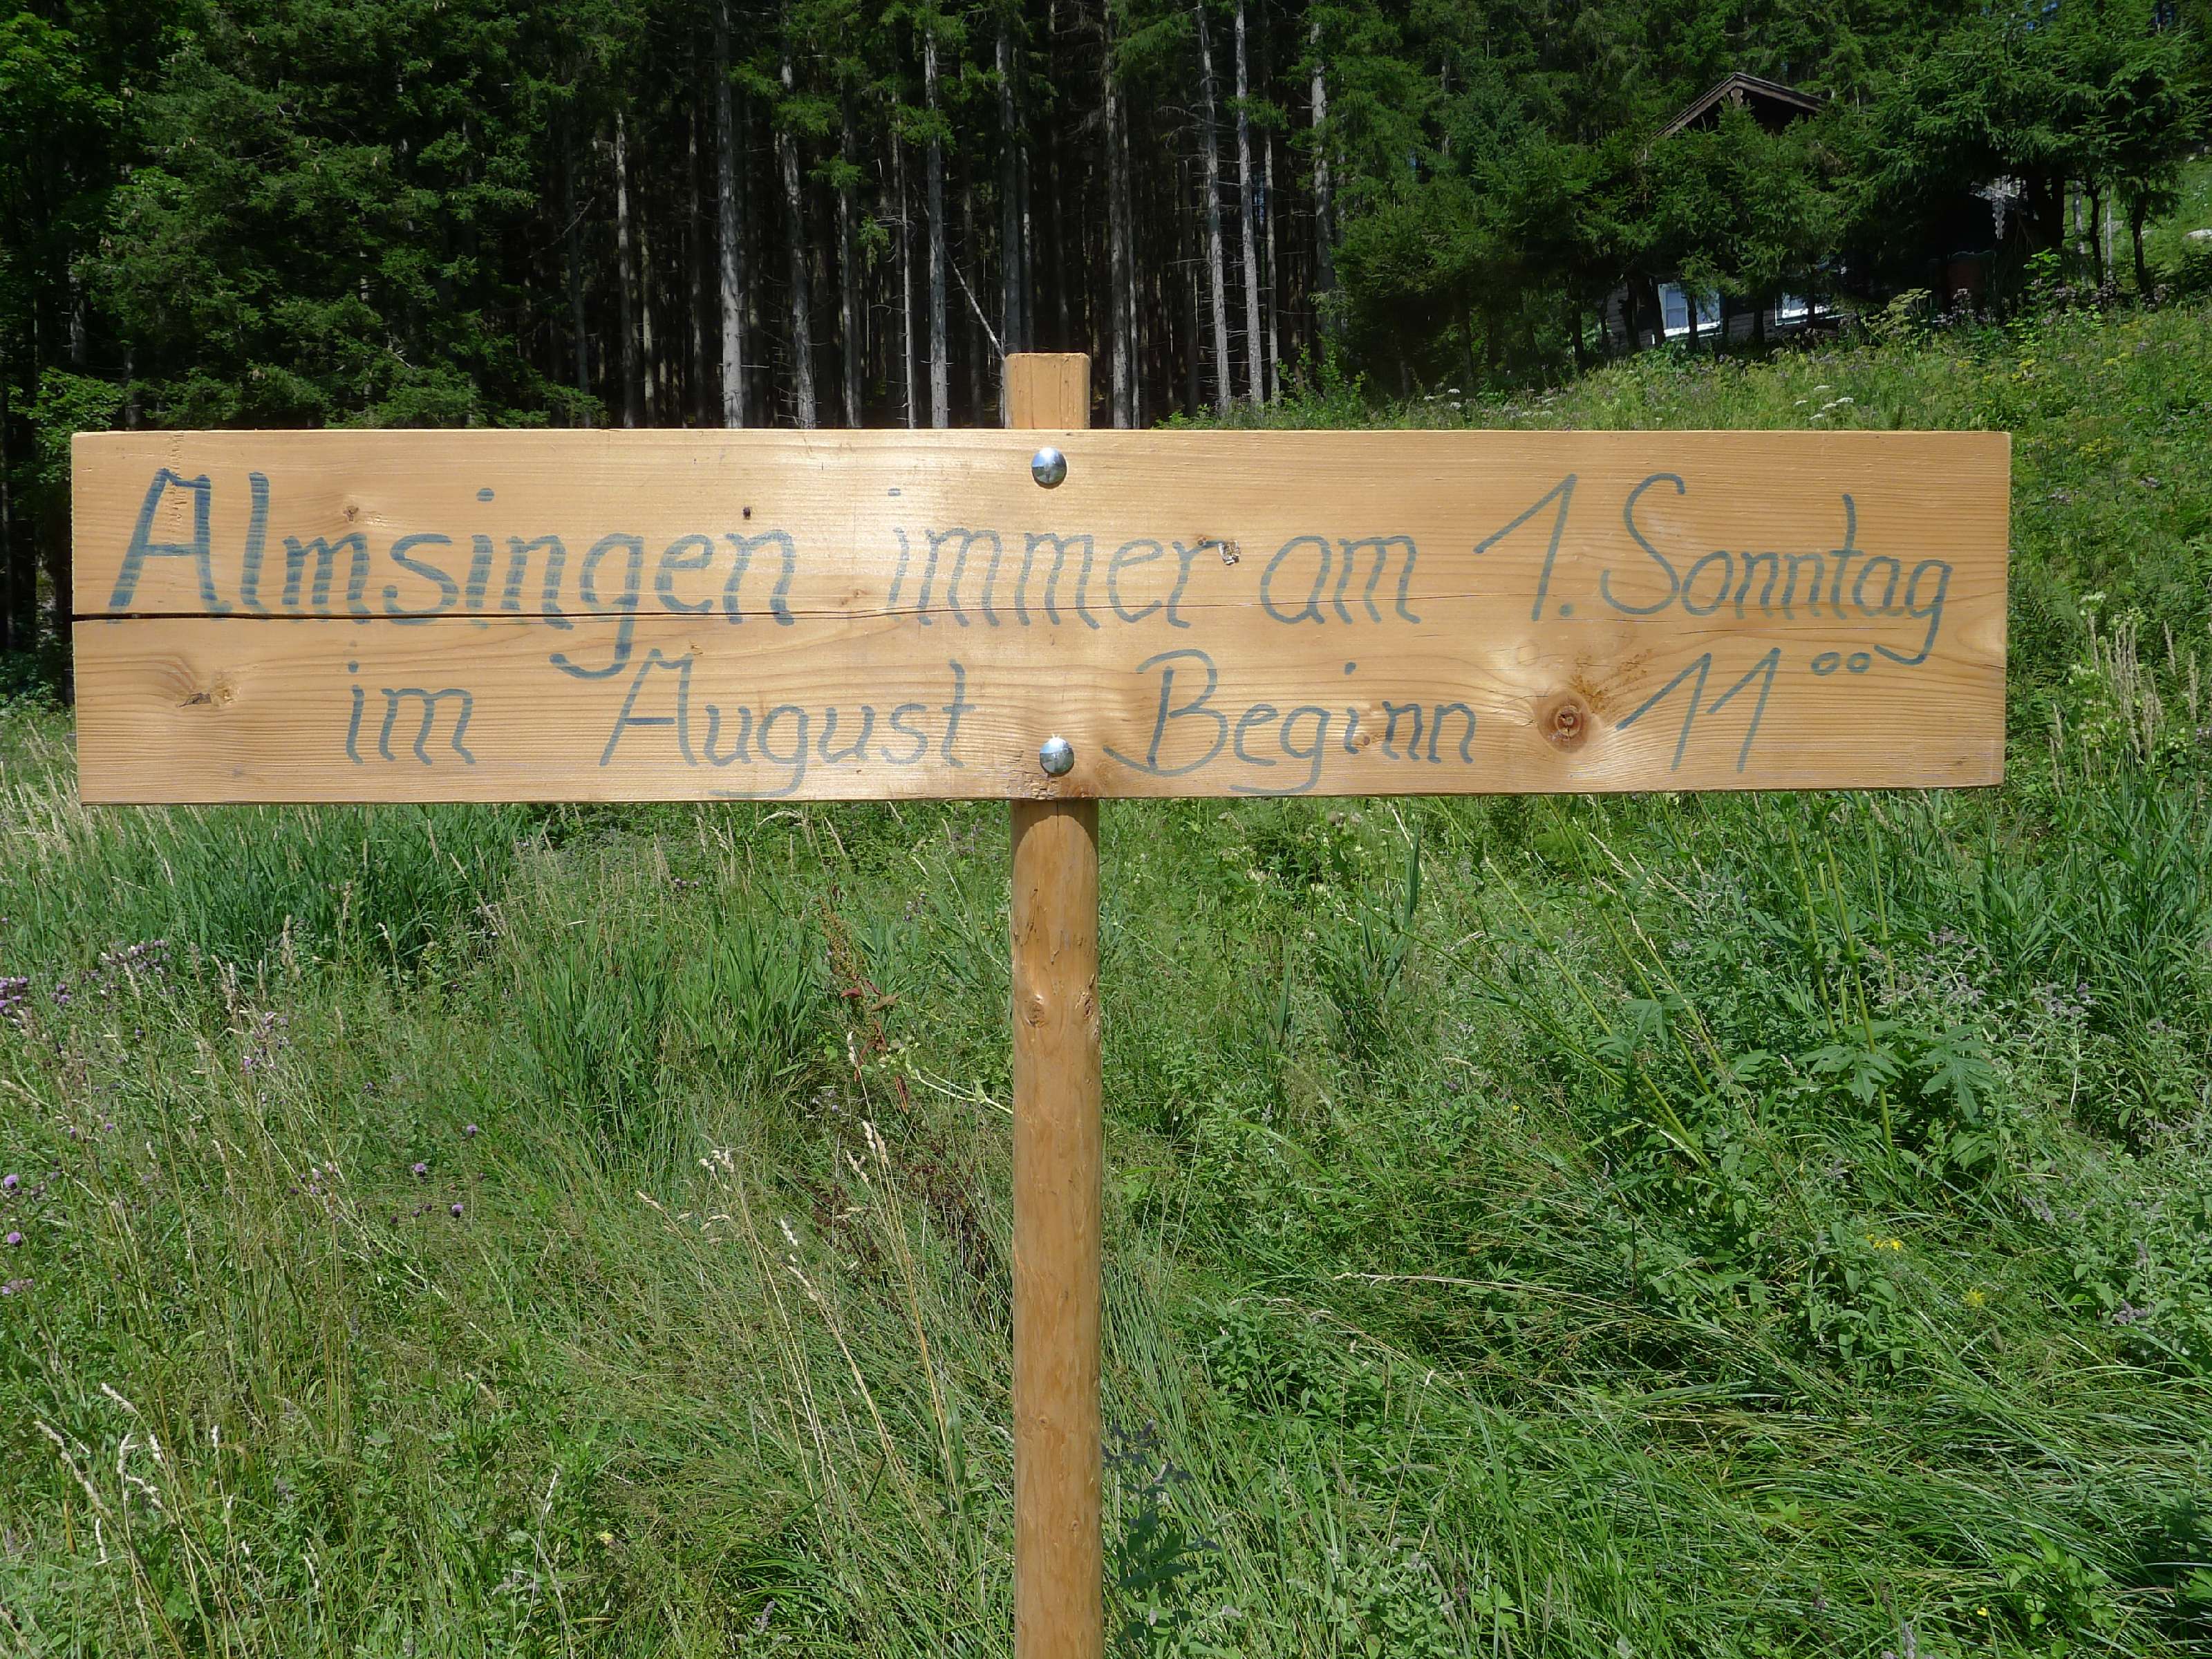 Almsingen immer am 1. Sonntag
im August Beginn 11°°